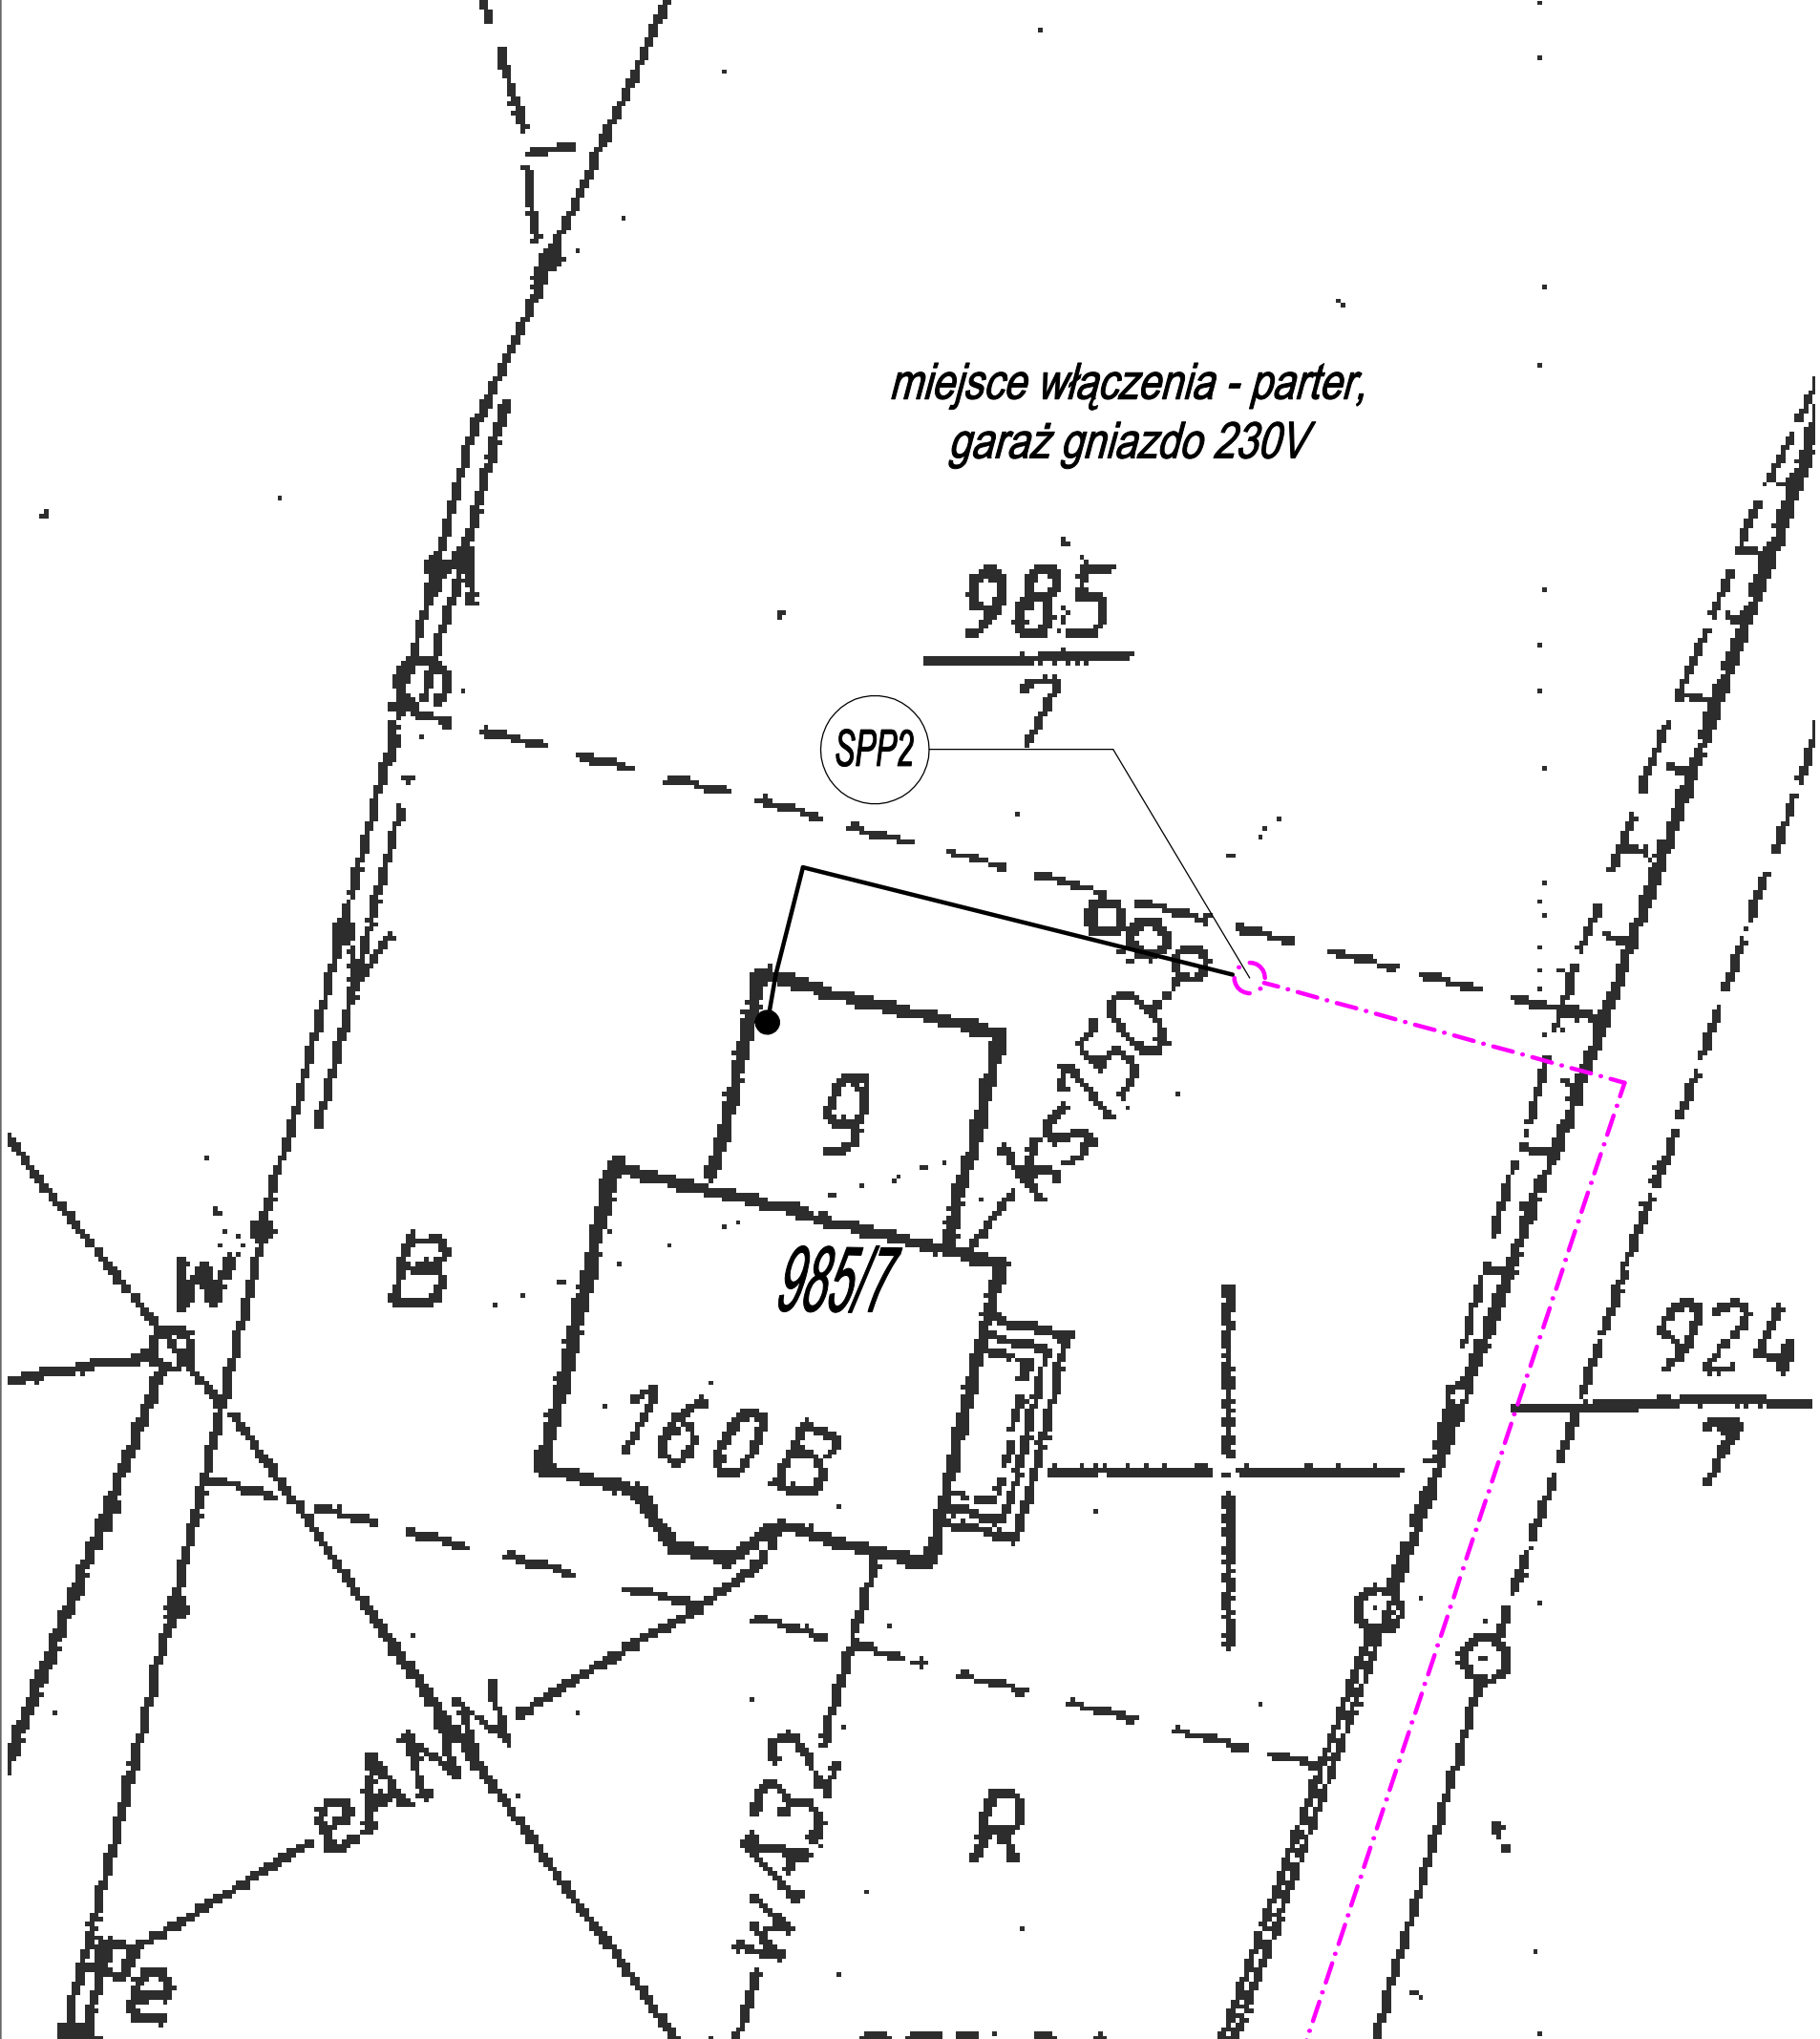 miejsce włączenia - parter,
garaż gniazdo 230V
985
7
SPP2
ks150
9
w
B
985/7
924
7
160B
eANN
wA32
R